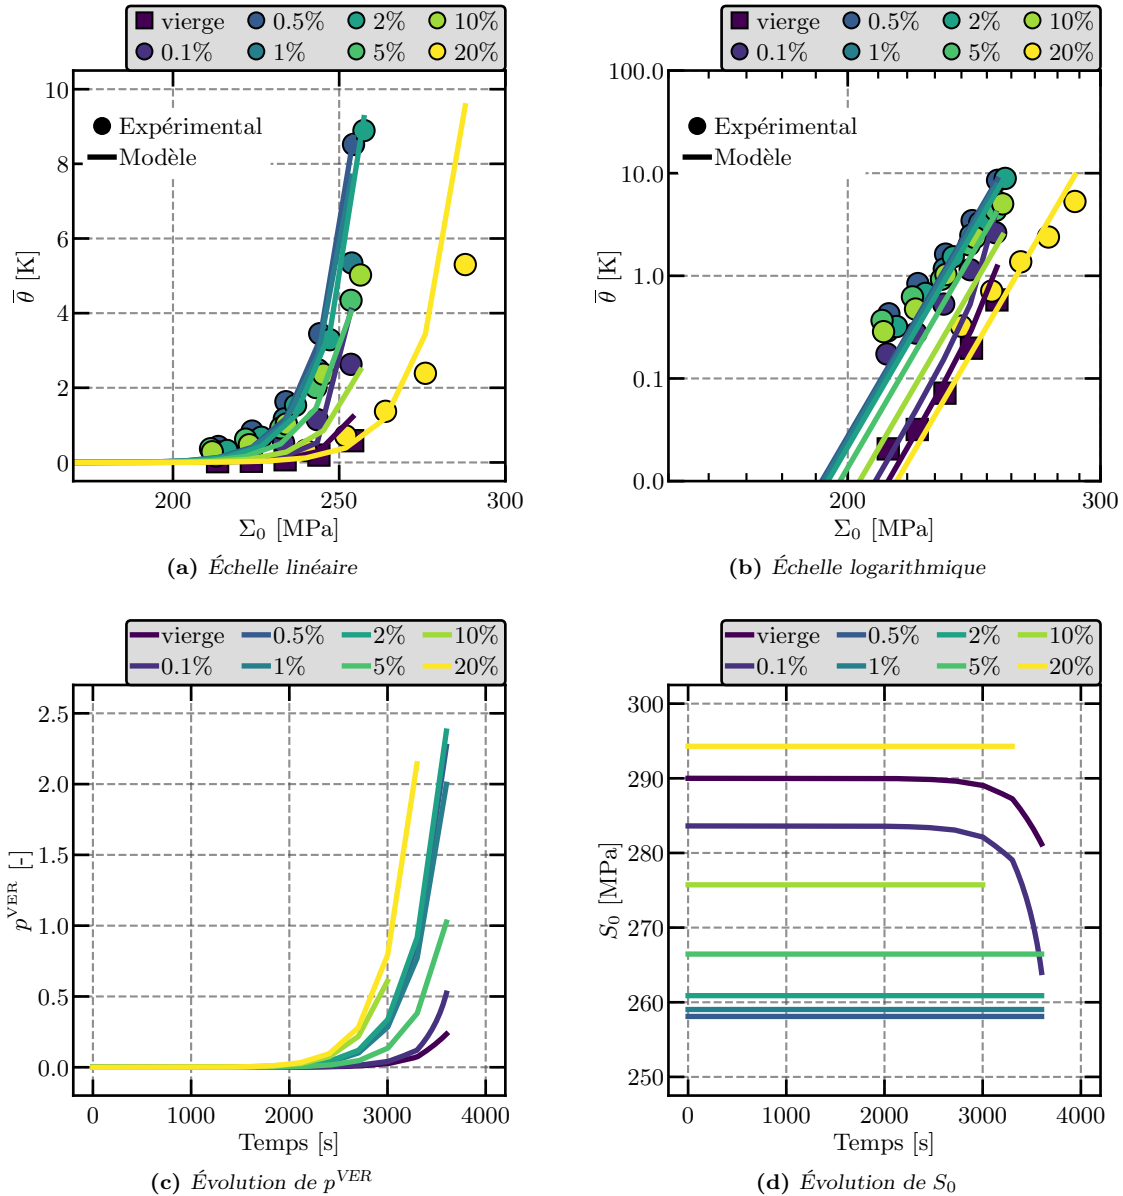 vierge 0.5% 2% 10%
0.1% 1% 5% 20%
10
8
6
4
2
0
θ [K]
Expérimental
Modèle
200 250 300
Σ0 [MPa]
(a) Échelle linéaire
vierge 0.5% 2% 10%
0.1% 1% 5% 20%
100.0
10.0
1.0
0.1
0.0
θ [K]
Expérimental
Modèle
200 300
Σ0 [MPa]
(b) Échelle logarithmique
vierge 0.5% 2% 10%
0.1% 1% 5% 20%
2.5
2.0
1.5
1.0
0.5
0.0
pVER [-]
0 1000 2000 3000 4000
Temps [s]
(c) Évolution de pVER
vierge 0.5% 2% 10%
0.1% 1% 5% 20%
300
290
280
270
260
250
S0 [MPa]
0 1000 2000 3000 4000
Temps [s]
(d) Évolution de S0